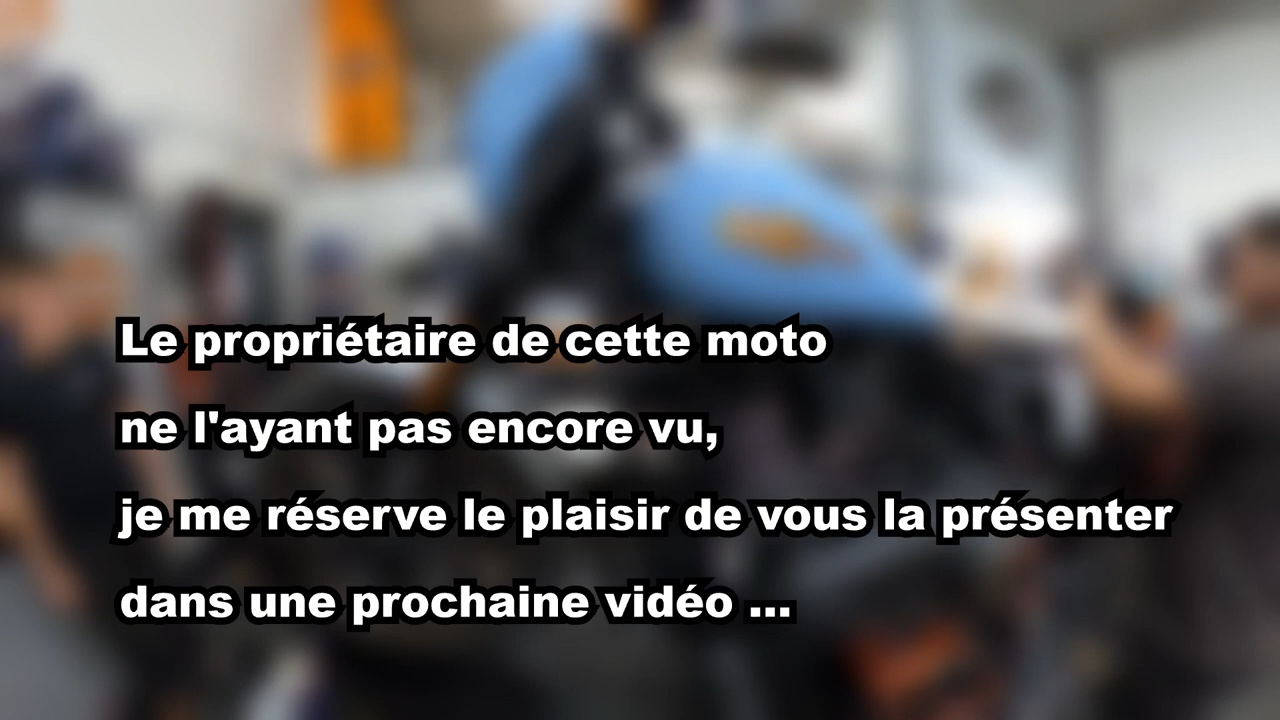 Le propriétaire de cette moto
ne l'ayant pas encore vu,
je me réserve le plaisir de vous la présenter
dans une prochaine vidéo ...